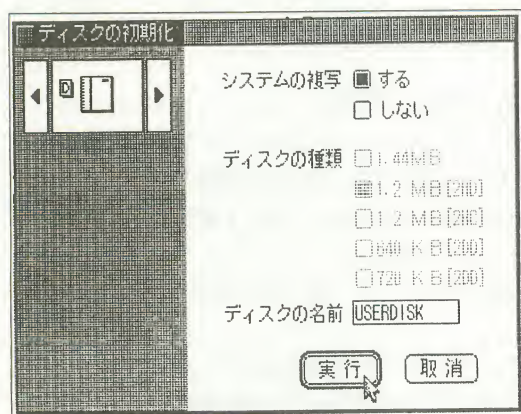 ディスクの初期化
D
システムの複写 する
しない
ディスクの種類 1.44MB
1.2 MB[2HD]
1.2 MB[2HC]
640 KB[2DD]
720 KB[2DD]
ディスクの名前 USERDISK
実行 取消